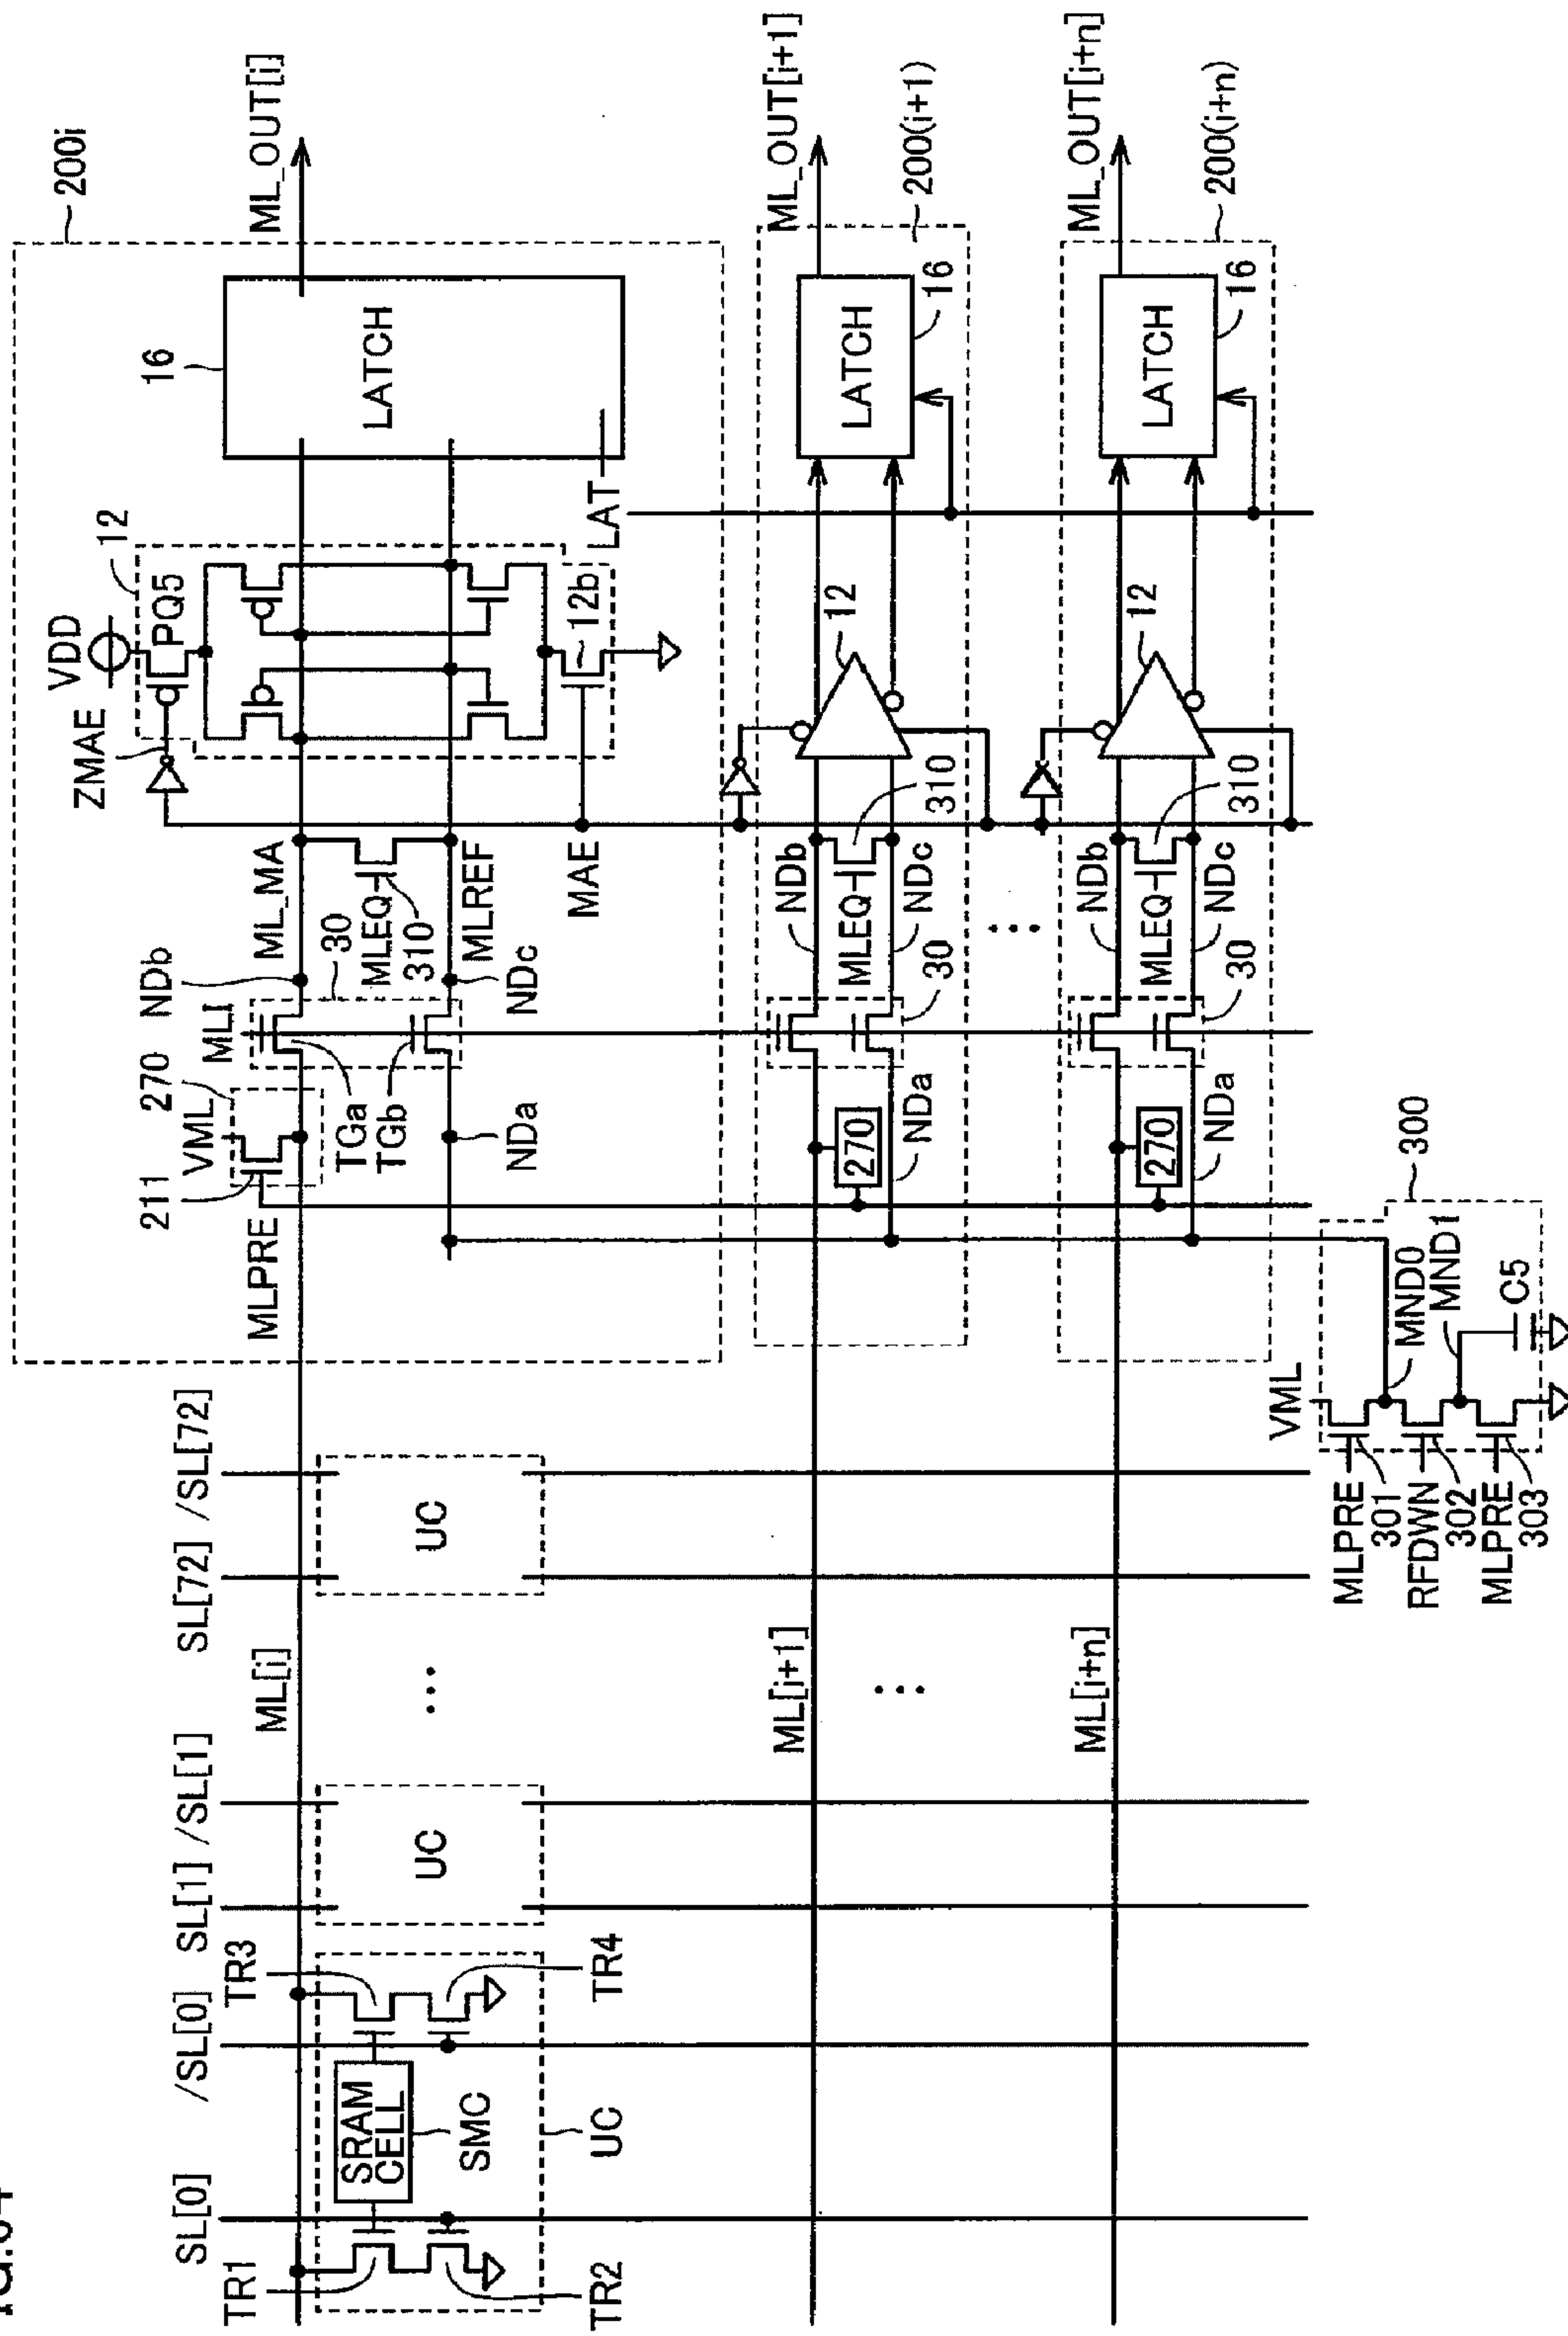 200i
ML_OUT[i]
16
LATCH
LAT
12
VDD
PQ5
ZMAE
12b
MAE
ML_MA
MLEQ
310
MLREF
30
NDb
NDc
MLI
270
VML
TGa
TGb
NDa
211
MLPRE
ML_OUT[i+1]
200(i+1)
16
LATCH
12
310
NDb
MLEQ
NDc
30
NDa
270
ML_OUT[i+n]
200(i+n)
16
LATCH
12
310
NDb
MLEQ
NDc
30
NDa
270
...
300
MND0
MND1
C5
VML
MLPRE
301
RFDWN
302
MLPRE
303
SL[72] /SL[72]
UC
ML[i]
...
ML[i+1]
...
ML[i+n]
SL[1] /SL[1]
UC
SL[0] /SL[0]
TR3
TR4
SRAM
CELL
SMC
UC
TR1
TR2